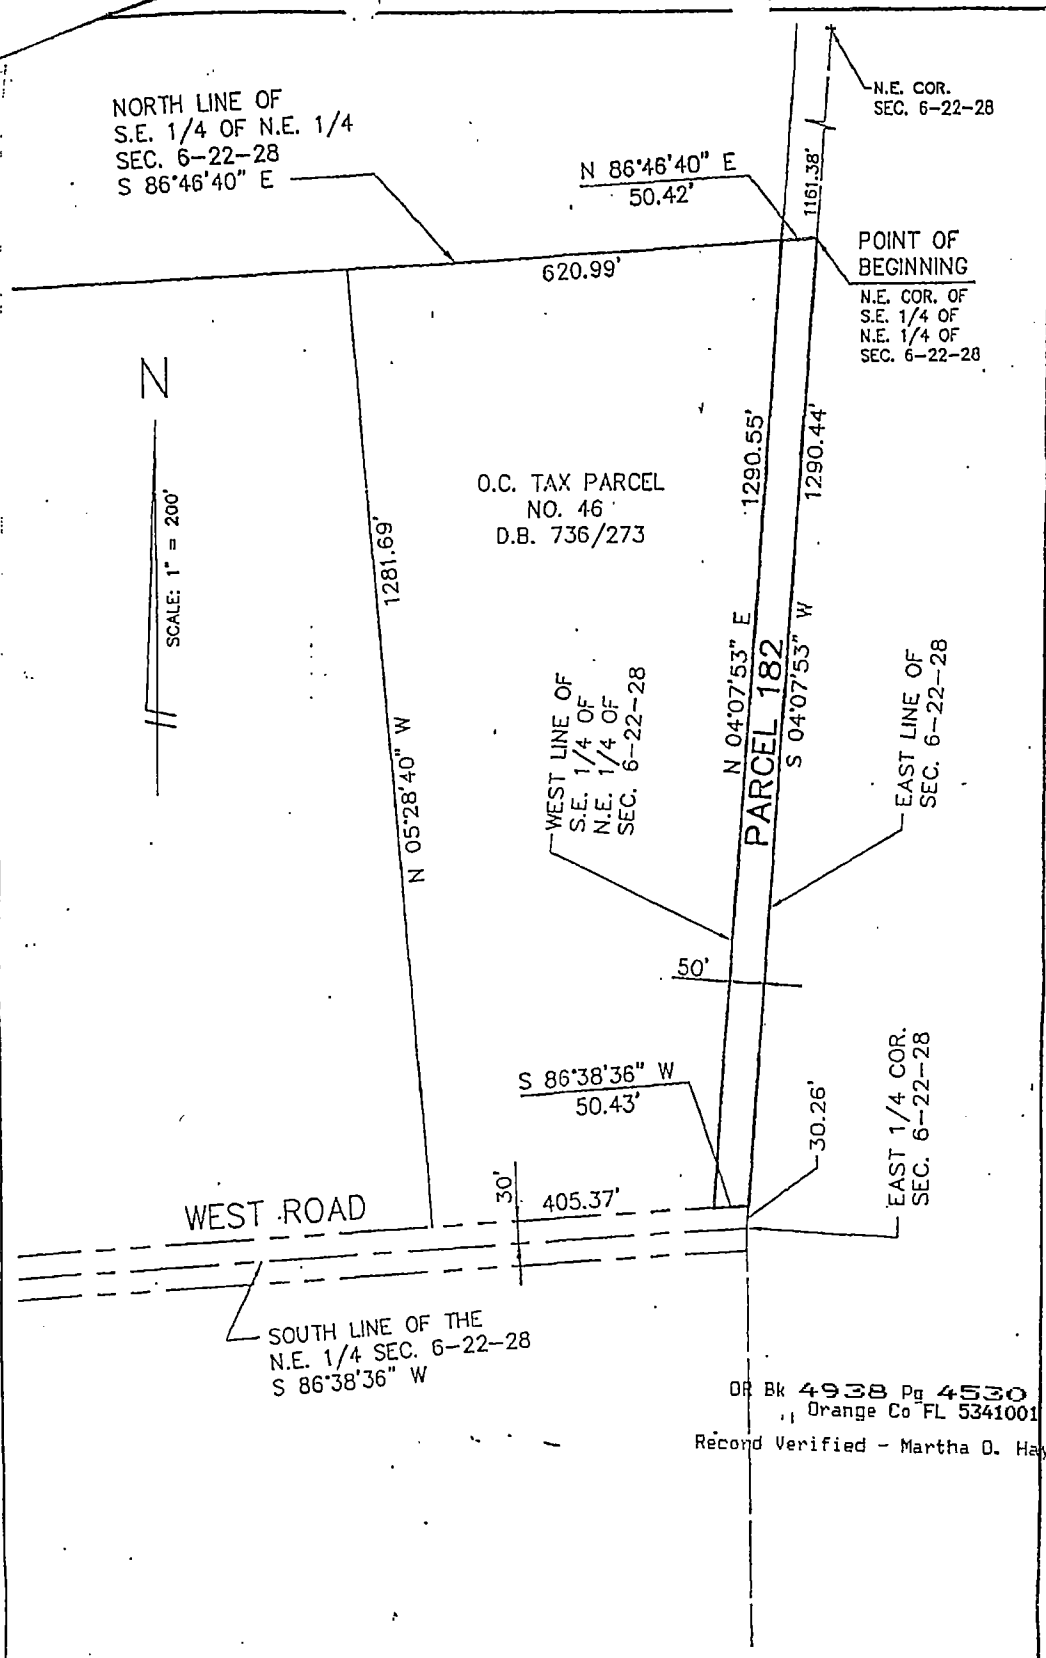 N.E. COR.
SEC. 6-22-28
NORTH LINE OF
S.E. 1/4 OF N.E. 1/4
SEC. 6-22-28
S 86°46'40" E
N 86°46'40" E
50.42'
1161.38'
POINT OF
BEGINNING
N.E. COR. OF
S.E. 1/4 OF
N.E. 1/4 OF
SEC. 6-22-28
620.99'
N
SCALE: 1" = 200'
O.C. TAX PARCEL
NO. 46
D.B. 736/273
1281.69'
N 05°28'40" W
1290.55'
1290.44'
N 04°07'53" E
PARCEL 182
S 04°07'53" W
WEST LINE OF
S.E. 1/4 OF
N.E. 1/4 OF
SEC. 6-22-28
EAST LINE OF
SEC. 6-22-28
50'
S 86°38'36" W
50.43'
30.26'
EAST 1/4 COR.
SEC. 6-22-28
30'
405.37'
WEST ROAD
SOUTH LINE OF THE
N.E. 1/4 SEC. 6-22-28
S 86°38'36" W
OR Bk 4938 Pg 4530
Orange Co FL 5341001
Record Verified - Martha O. Hay